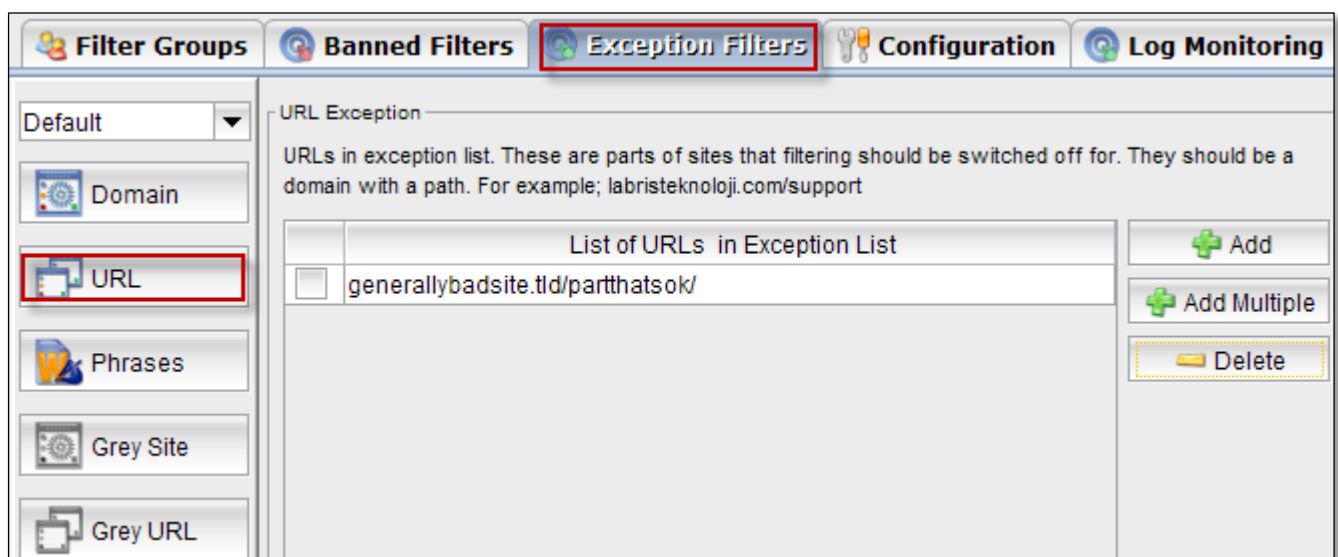 Filter Groups
Banned Filters
Exception Filters
Configuration
Log Monitoring
Default
Domain
URL
Phrases
Grey Site
Grey URL
URL Exception
URLs in exception list. These are parts of sites that filtering should be switched off for. They should be a
domain with a path. For example; labristeknoloji.com/support
List of URLs in Exception List
generallybadsite.tld/partthatsok/
Add
Add Multiple
Delete